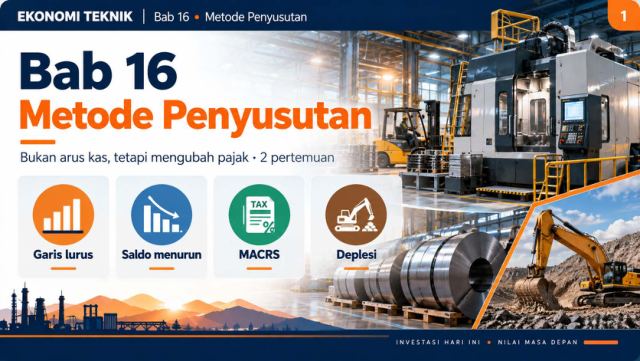 EKONOMI TEKNIK | Bab 16 • Metode Penyusutan
1
Bab 16
Metode Penyusutan
Bukan arus kas, tetapi mengubah pajak • 2 pertemuan
TAX
%
Garis lurus
Saldo menurun
MACRS
Deplesi
INVESTASI HARI INI • NILAI MASA DEPAN